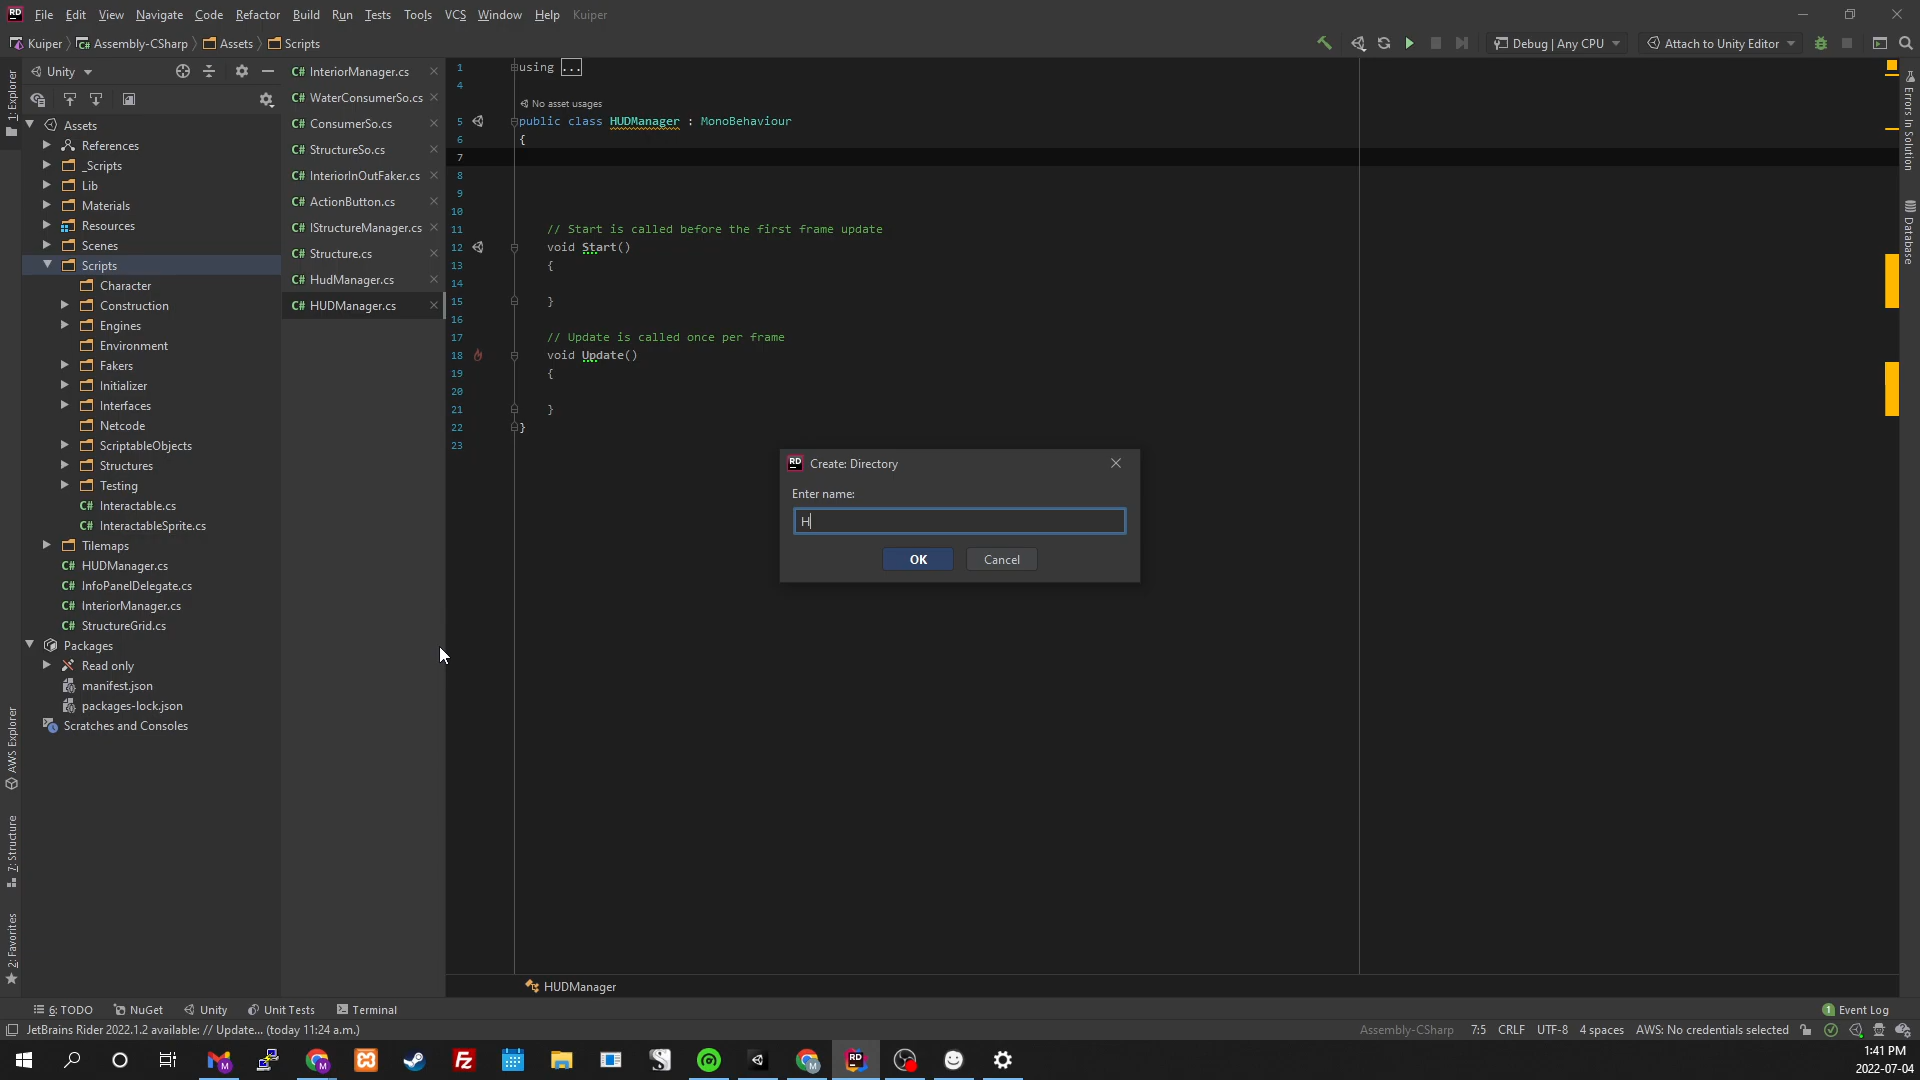 RD File Edit View Navigate Code Refactor Build Run Tests Tools VCS Window Help Kuiper
Kuiper Assembly-CSharp Assets Scripts
Debug | Any CPU Attach to Unity Editor
Unity
1: Explorer
Assets
References
_Scripts
Lib
Materials
Resources
Scenes
Scripts
Character
Construction
Engines
Environment
Fakers
Initializer
Interfaces
Netcode
ScriptableObjects
Structures
Testing
C# Interactable.cs
C# InteractableSprite.cs
Tilemaps
C# HUDManager.cs
C# InfoPanelDelegate.cs
C# InteriorManager.cs
C# StructureGrid.cs
Packages
Read only
manifest.json
packages-lock.json
Scratches and Consoles
AWS Explorer
7: Structure
2: Favorites
C# InteriorManager.cs
C# WaterConsumerSo.cs
C# ConsumerSo.cs
C# StructureSo.cs
C# InteriorInOutFaker.cs
C# ActionButton.cs
C# IStructureManager.cs
C# Structure.cs
C# HudManager.cs
C# HUDManager.cs
1 using ...
4
No asset usages
5 public class HUDManager : MonoBehaviour
6 {
7
8
9
10
11 // Start is called before the first frame update
12 void Start()
13 {
14
15 }
16
17 // Update is called once per frame
18 void Update()
19 {
20
21 }
22 }
23
RD Create: Directory
Enter name:
H
OK Cancel
Errors In Solution
Database
HUDManager
6: TODO NuGet Unity Unit Tests Terminal
1 Event Log
JetBrains Rider 2022.1.2 available: // Update... (today 11:24 a.m.)
Assembly-CSharp 7:5 CRLF UTF-8 4 spaces AWS: No credentials selected
1:41 PM
2022-07-04